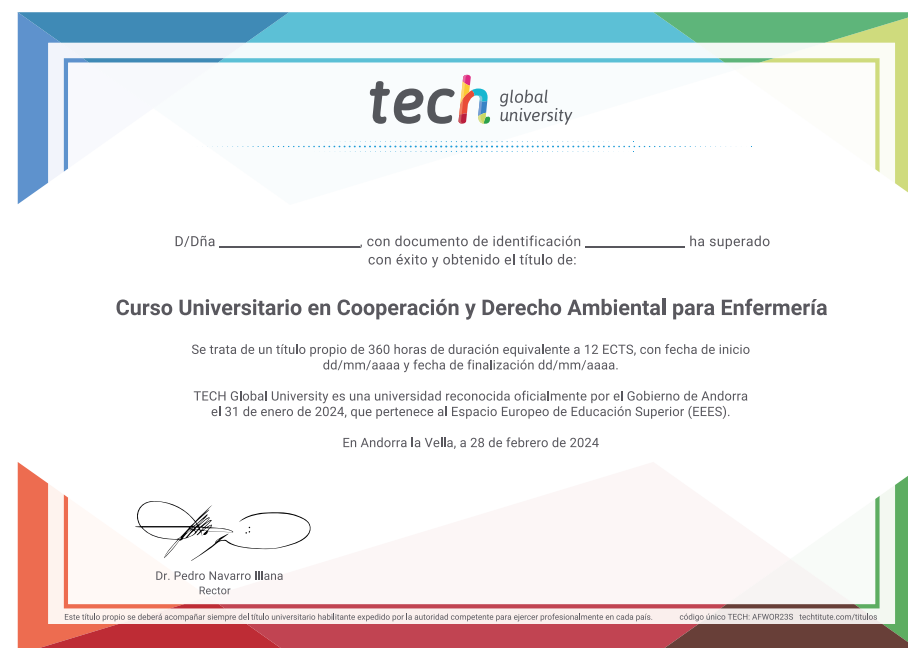 tech global
university
D/Dña ______________, con documento de identificación __________ ha superado
con éxito y obtenido el título de:
Curso Universitario en Cooperación y Derecho Ambiental para Enfermería
Se trata de un título propio de 360 horas de duración equivalente a 12 ECTS, con fecha de inicio
dd/mm/aaaa y fecha de finalización dd/mm/aaaa.
TECH Global University es una universidad reconocida oficialmente por el Gobierno de Andorra
el 31 de enero de 2024, que pertenece al Espacio Europeo de Educación Superior (EEES).
En Andorra la Vella, a 28 de febrero de 2024
Dr. Pedro Navarro Illana
Rector
Este título propio se deberá acompañar siempre del título universitario habilitante expedido por la autoridad competente para ejercer profesionalmente en cada país. código único TECH: AFWOR23S techtitute.com/titulos